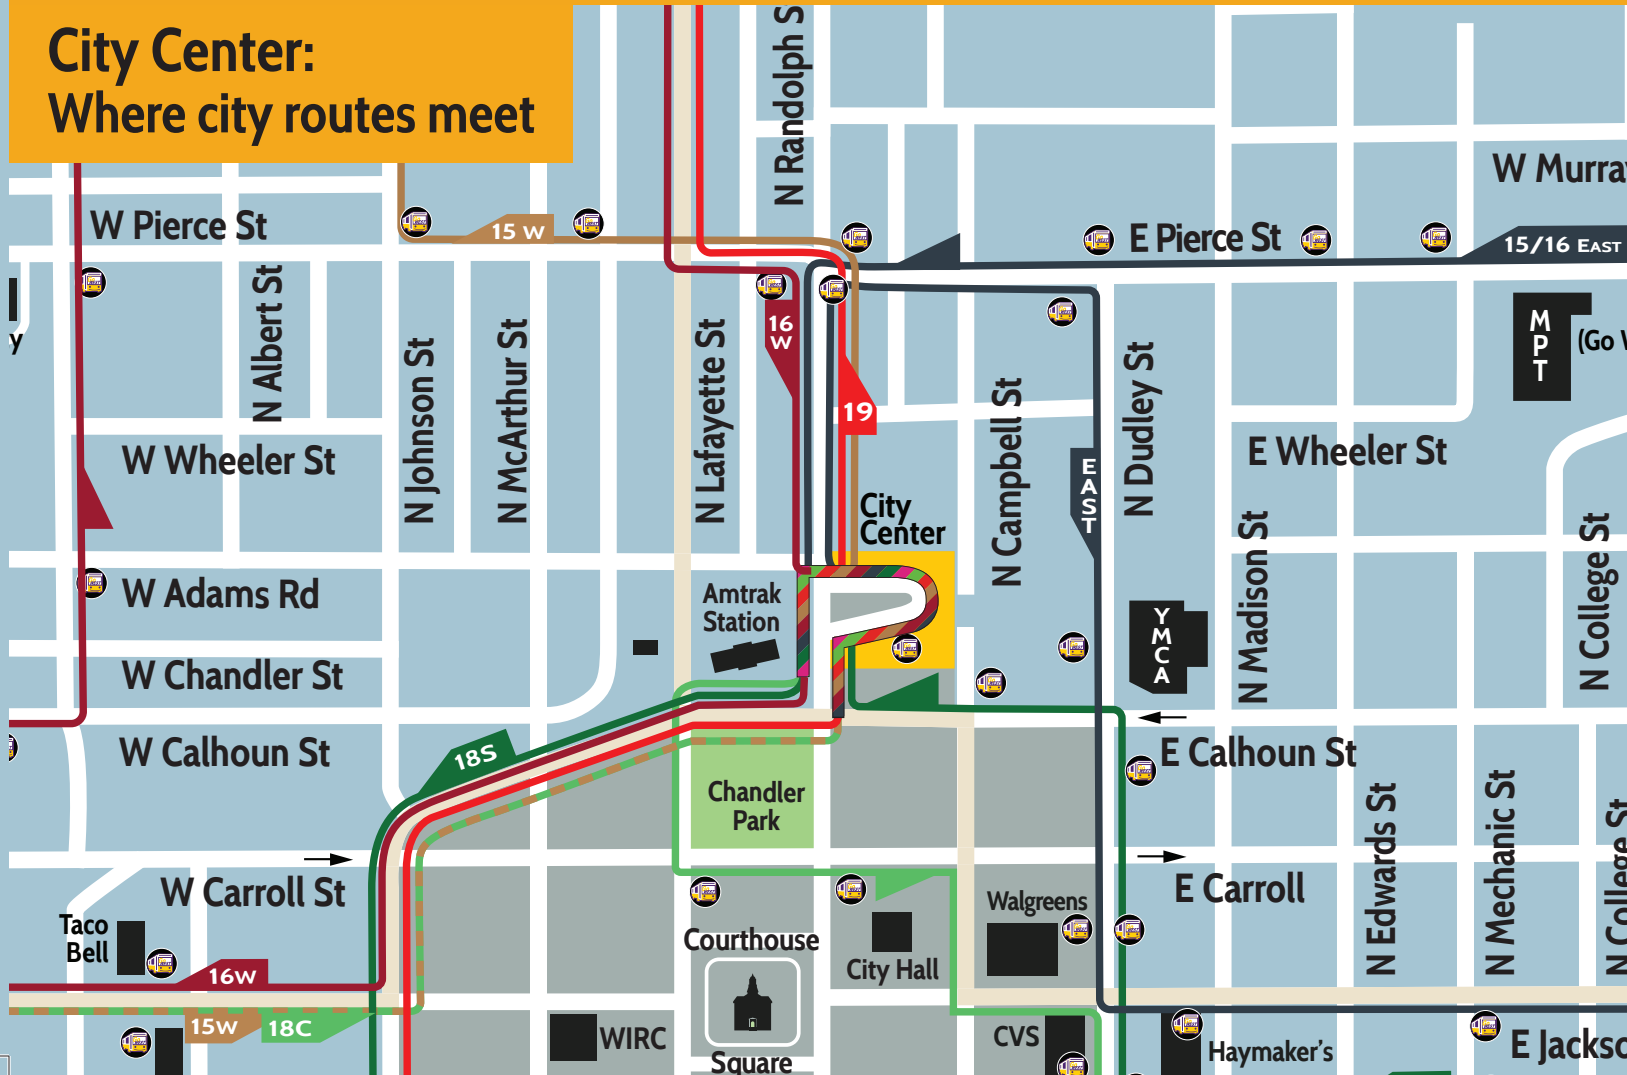 City Center:
Where city routes meet
N Randolph S
W Murra
W Pierce St
15 W
E Pierce St
15/16 EAST
N Albert St
N Johnson St
N McArthur St
N Lafayette St
16
W
19
N Campbell St
N Dudley St
E
A
S
T
M
P
T
(Go
y
W Wheeler St
E Wheeler St
City
Center
N Madison St
N College St
W Adams Rd
Amtrak
Station
Y
M
C
A
W Chandler St
W Calhoun St
18S
E Calhoun St
Chandler
Park
N Edwards St
N Mechanic St
N College St
W Carroll St
E Carroll
Walgreens
Taco
Bell
Courthouse
City Hall
16W
15W
18C
WIRC
CVS
Haymaker's
E Jackso
Square